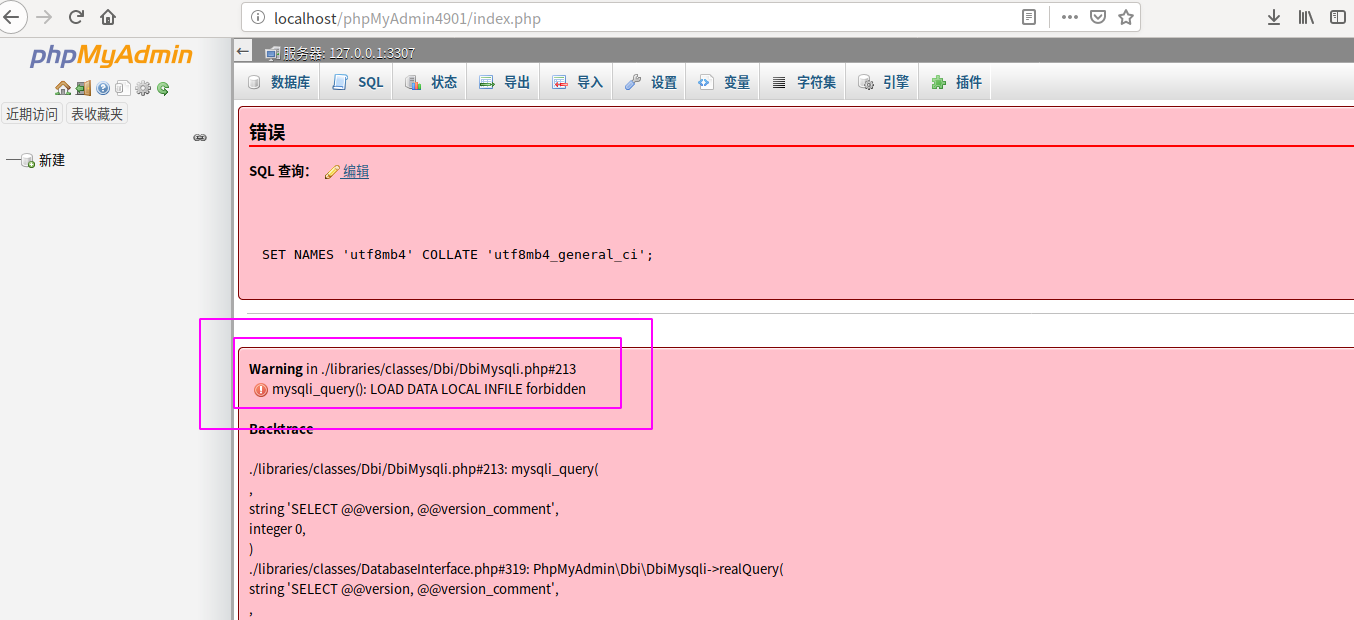 localhost/phpMyAdmin4901/index.php
phpMyAdmin
近期访问 表收藏夹
新建
服务器: 127.0.0.1:3307
数据库 SQL 状态 导出 导入 设置 变量 字符集 引擎 插件
错误
SQL 查询： 编辑
SET NAMES 'utf8mb4' COLLATE 'utf8mb4_general_ci';
Warning in ./libraries/classes/Dbi/DbiMysqli.php#213
mysqli_query(): LOAD DATA LOCAL INFILE forbidden
Backtrace
./libraries/classes/Dbi/DbiMysqli.php#213: mysqli_query(
,
string 'SELECT @@version, @@version_comment',
integer 0,
)
./libraries/classes/DatabaseInterface.php#319: PhpMyAdmin\Dbi\DbiMysqli->realQuery(
string 'SELECT @@version, @@version_comment',
,